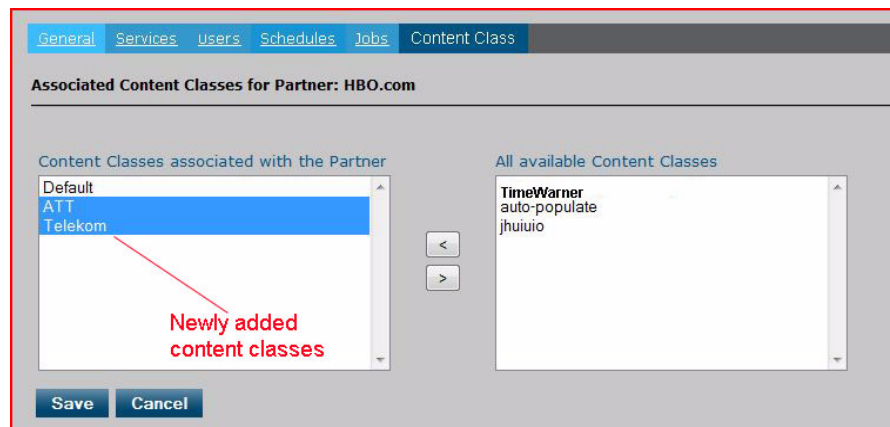 General Services Users Schedules Jobs Content Class
Associated Content Classes for Partner: HBO.com
Content Classes associated with the Partner
Default
ATT
Telekom
Newly added
content classes
<
>
All available Content Classes
TimeWarner
auto-populate
jhuiuio
Save Cancel